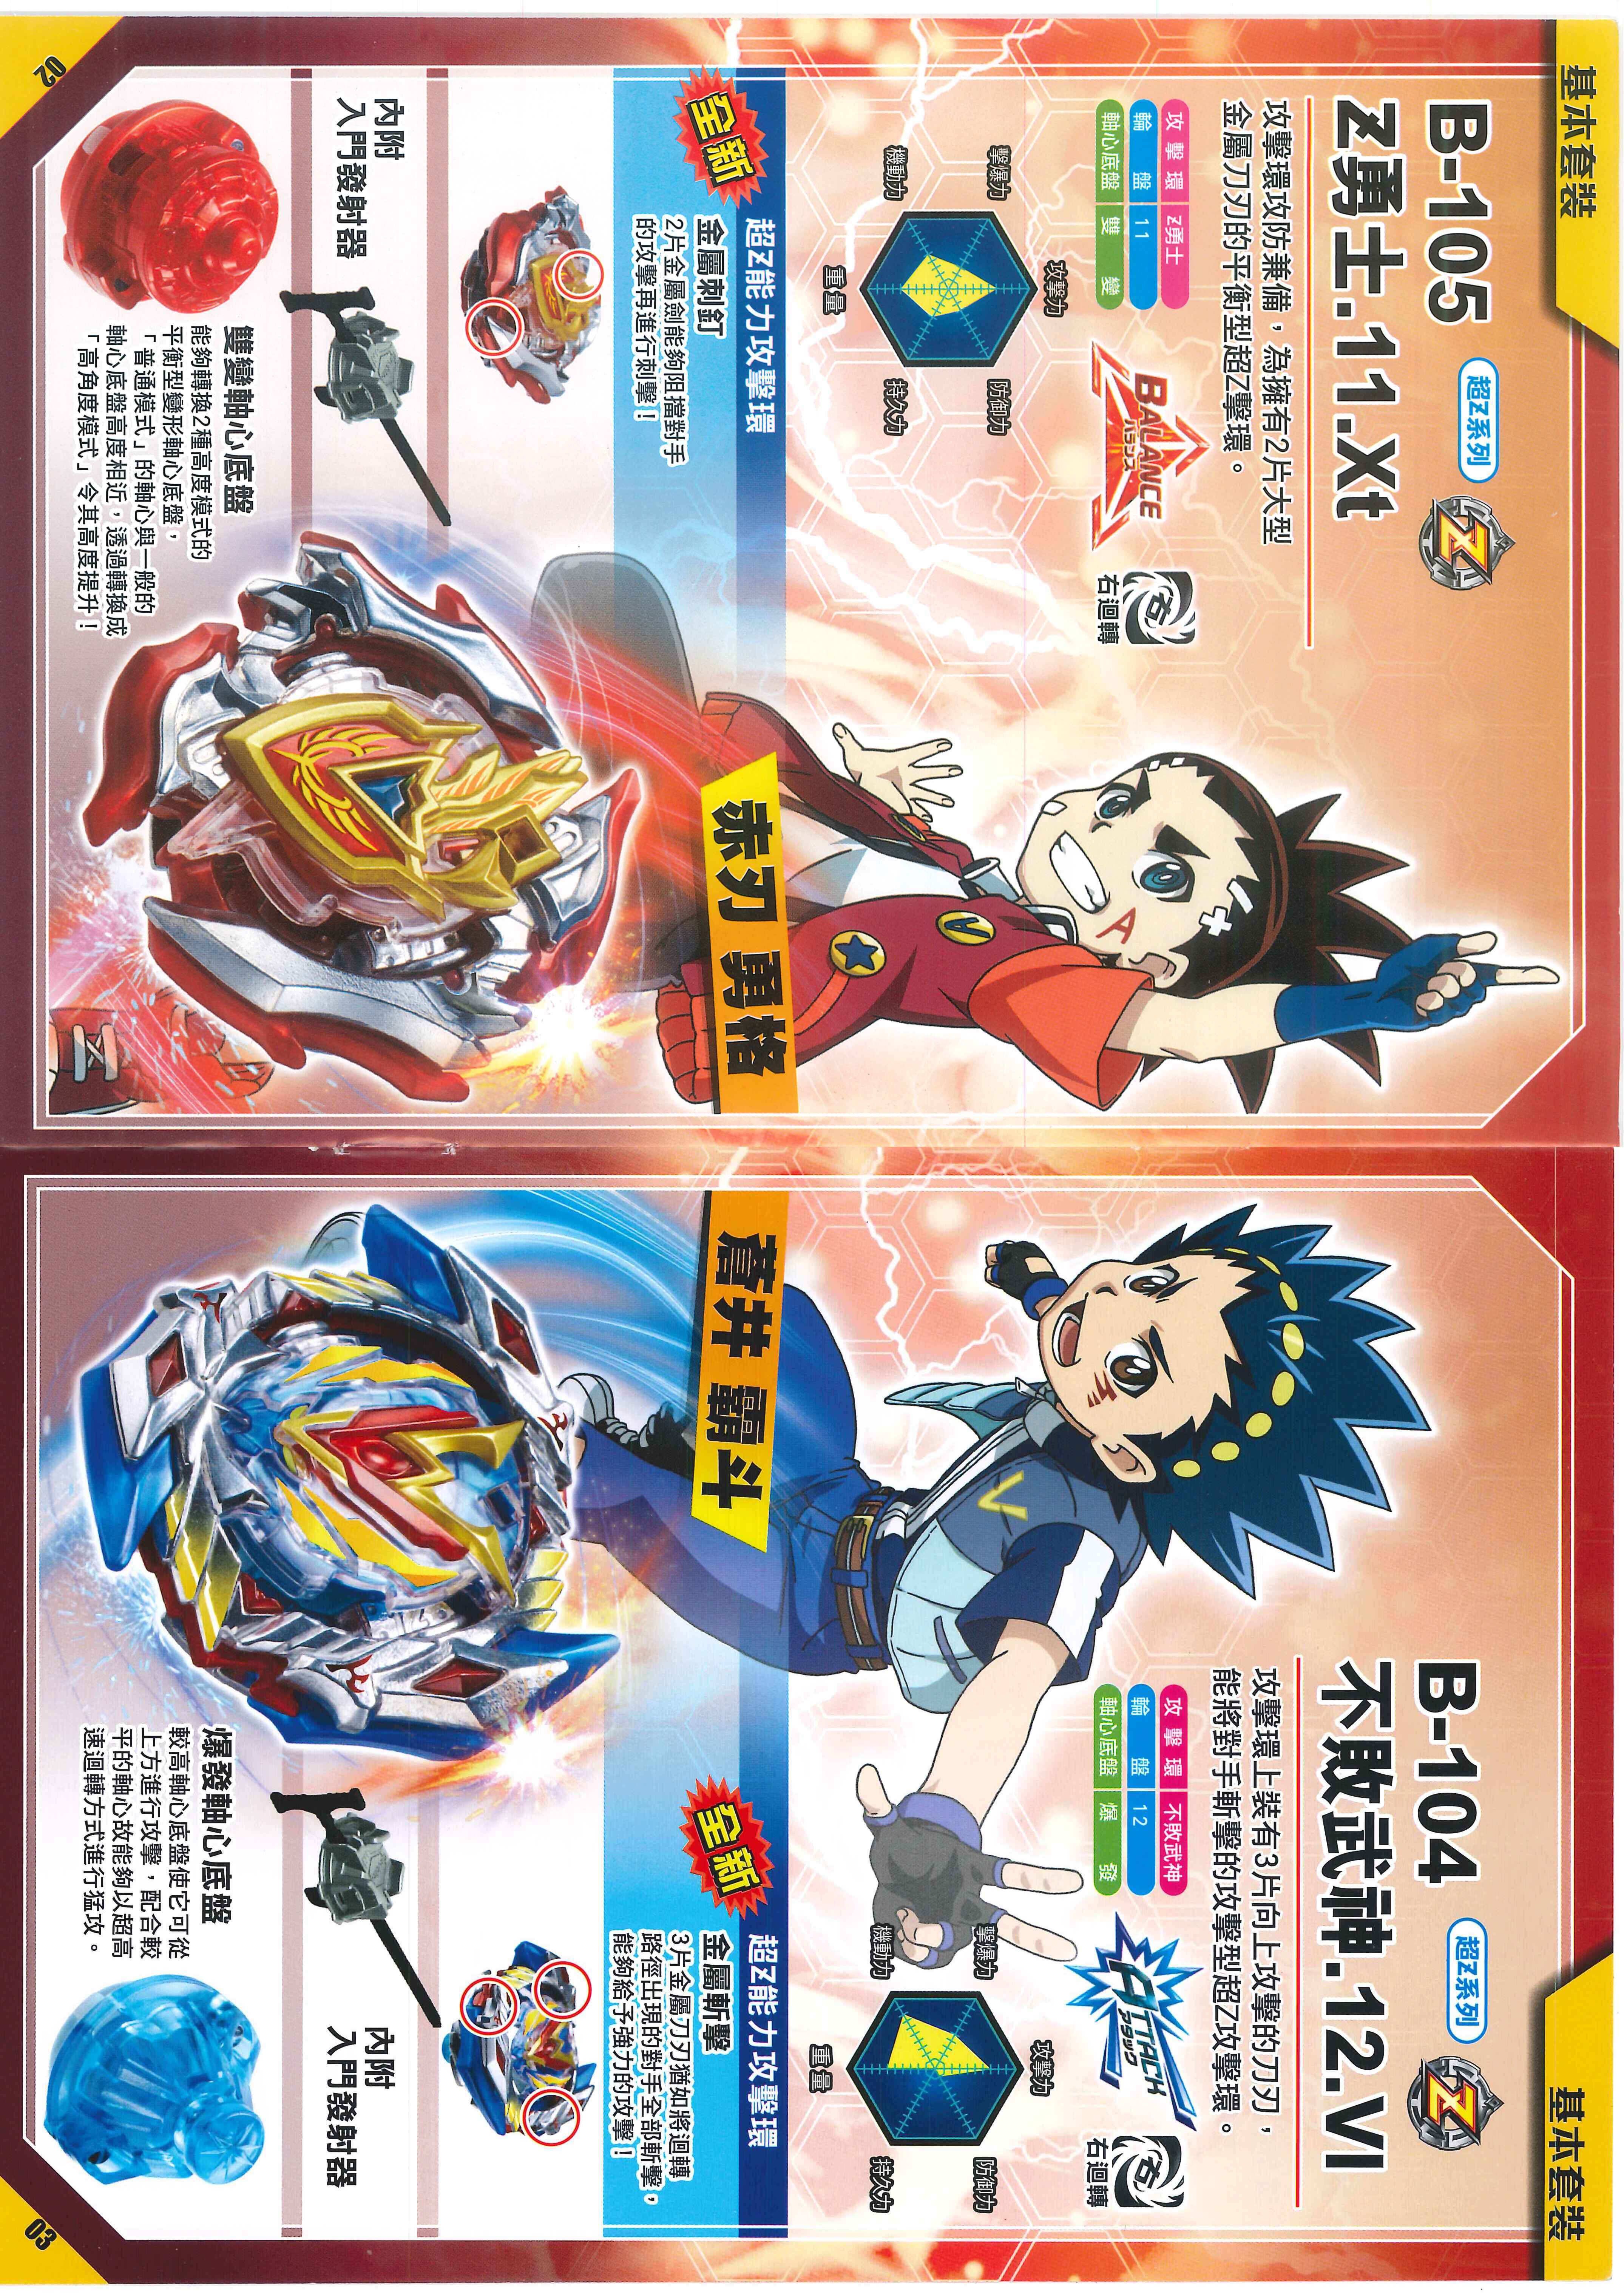 基本套裝
B-105
超Z系列
Z
Z勇士.11.Xt
攻擊環攻防兼備，為擁有2片大型
金屬刀刃的平衡型超Z擊環。
攻擊環 Z勇士
輪盤 11
軸心底盤 雙變
BALANCE
バランス
右
右迴轉
攻擊力
擊爆力
防御力
機動力
持久力
重量
A
赤刃 勇格
全新
超Z能力攻擊環
金屬刺釘
2片金屬劍能夠阻擋對手
的攻擊再進行刺擊！
內附
入門發射器
雙變軸心底盤
能夠轉換2種高度模式的
平衡型變形軸心底盤，
「普通模式」的軸心與一般的
軸心底盤高度相近，透過轉換成
「高角度模式」令其高度提升！
02
基本套裝
B-104
超Z系列
Z
不敗武神.12.Vl
攻擊環上裝有3片向上攻擊的刀刃，
能將對手斬擊的攻擊型超Z攻擊環。
攻擊環 不敗武神
輪盤 12
軸心底盤 爆發
ATTACK
アタック
右
右迴轉
攻擊力
擊爆力
防御力
機動力
持久力
重量
V
蒼井 霸斗
全新
超Z能力攻擊環
金屬斬擊
3片金屬刀刃猶如將迴轉
路徑出現的對手全部斬擊，
能夠給予強力的攻擊！
內附
入門發射器
爆發軸心底盤
較高軸心底盤使它可從
上方進行攻擊，配合較
平的軸心故能夠以超高
速迴轉方式進行猛攻。
03